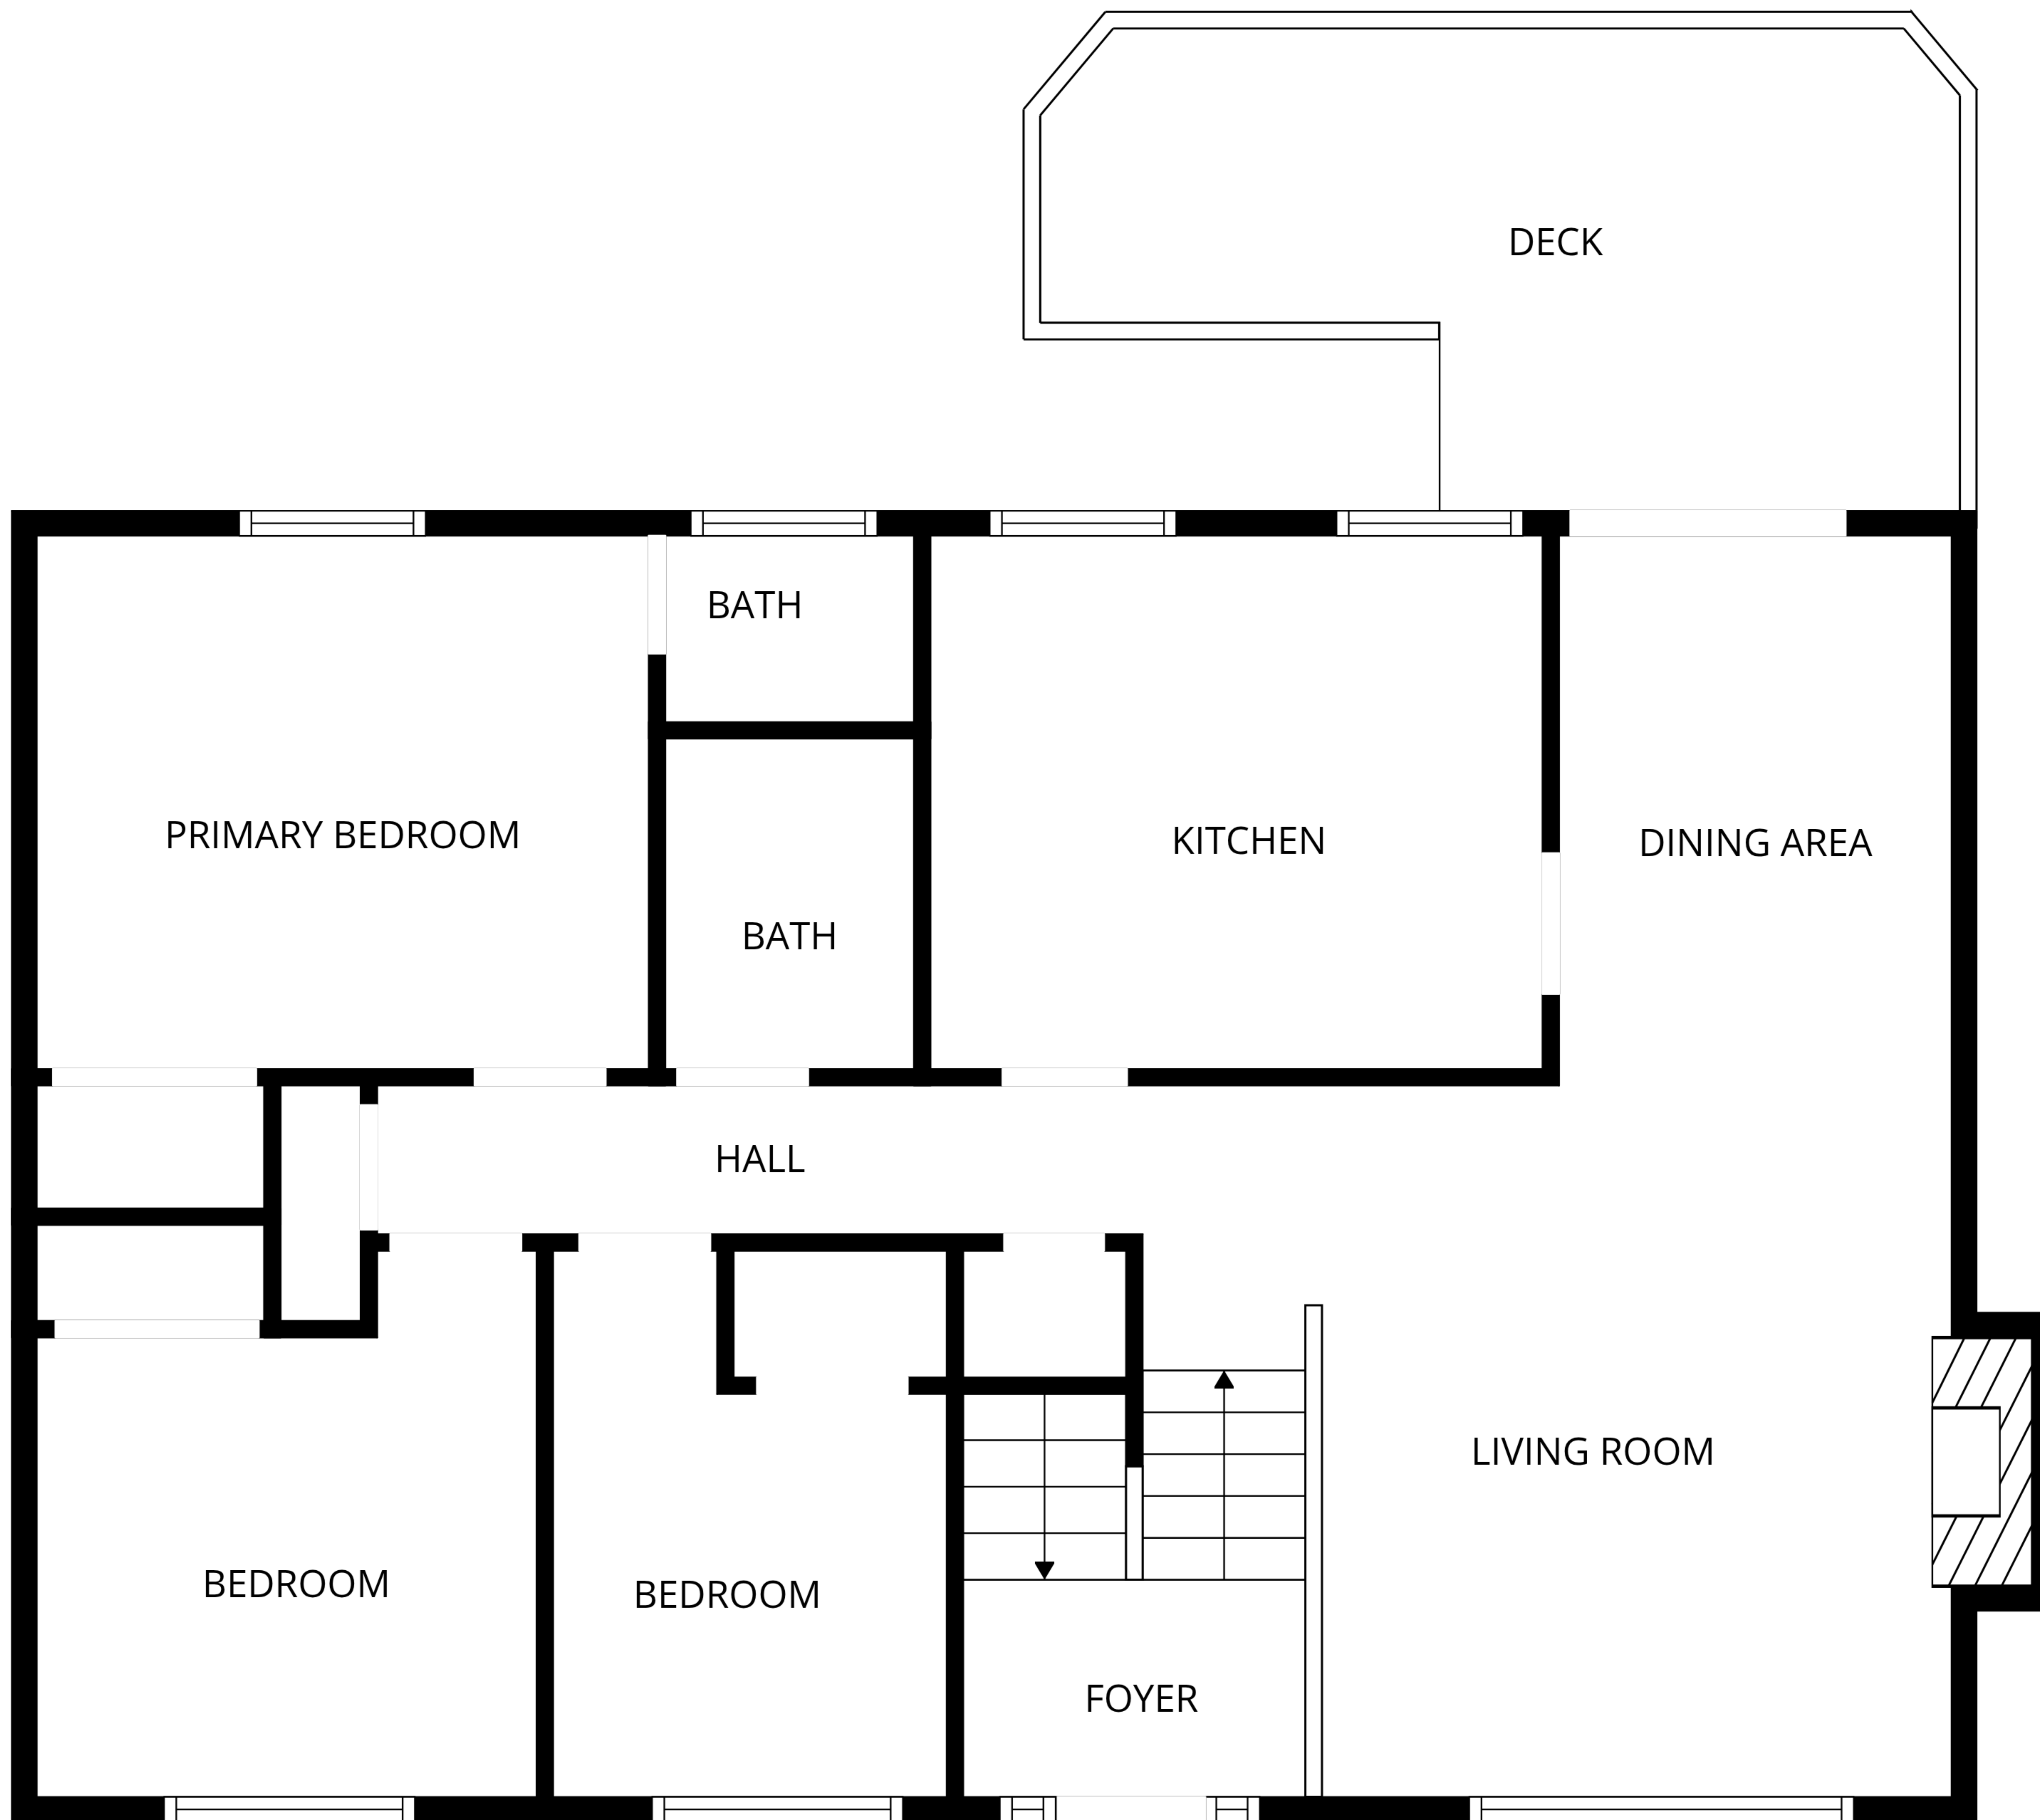 DECK
BATH
PRIMARY BEDROOM
KITCHEN
DINING AREA
BATH
HALL
LIVING ROOM
BEDROOM
BEDROOM
FOYER